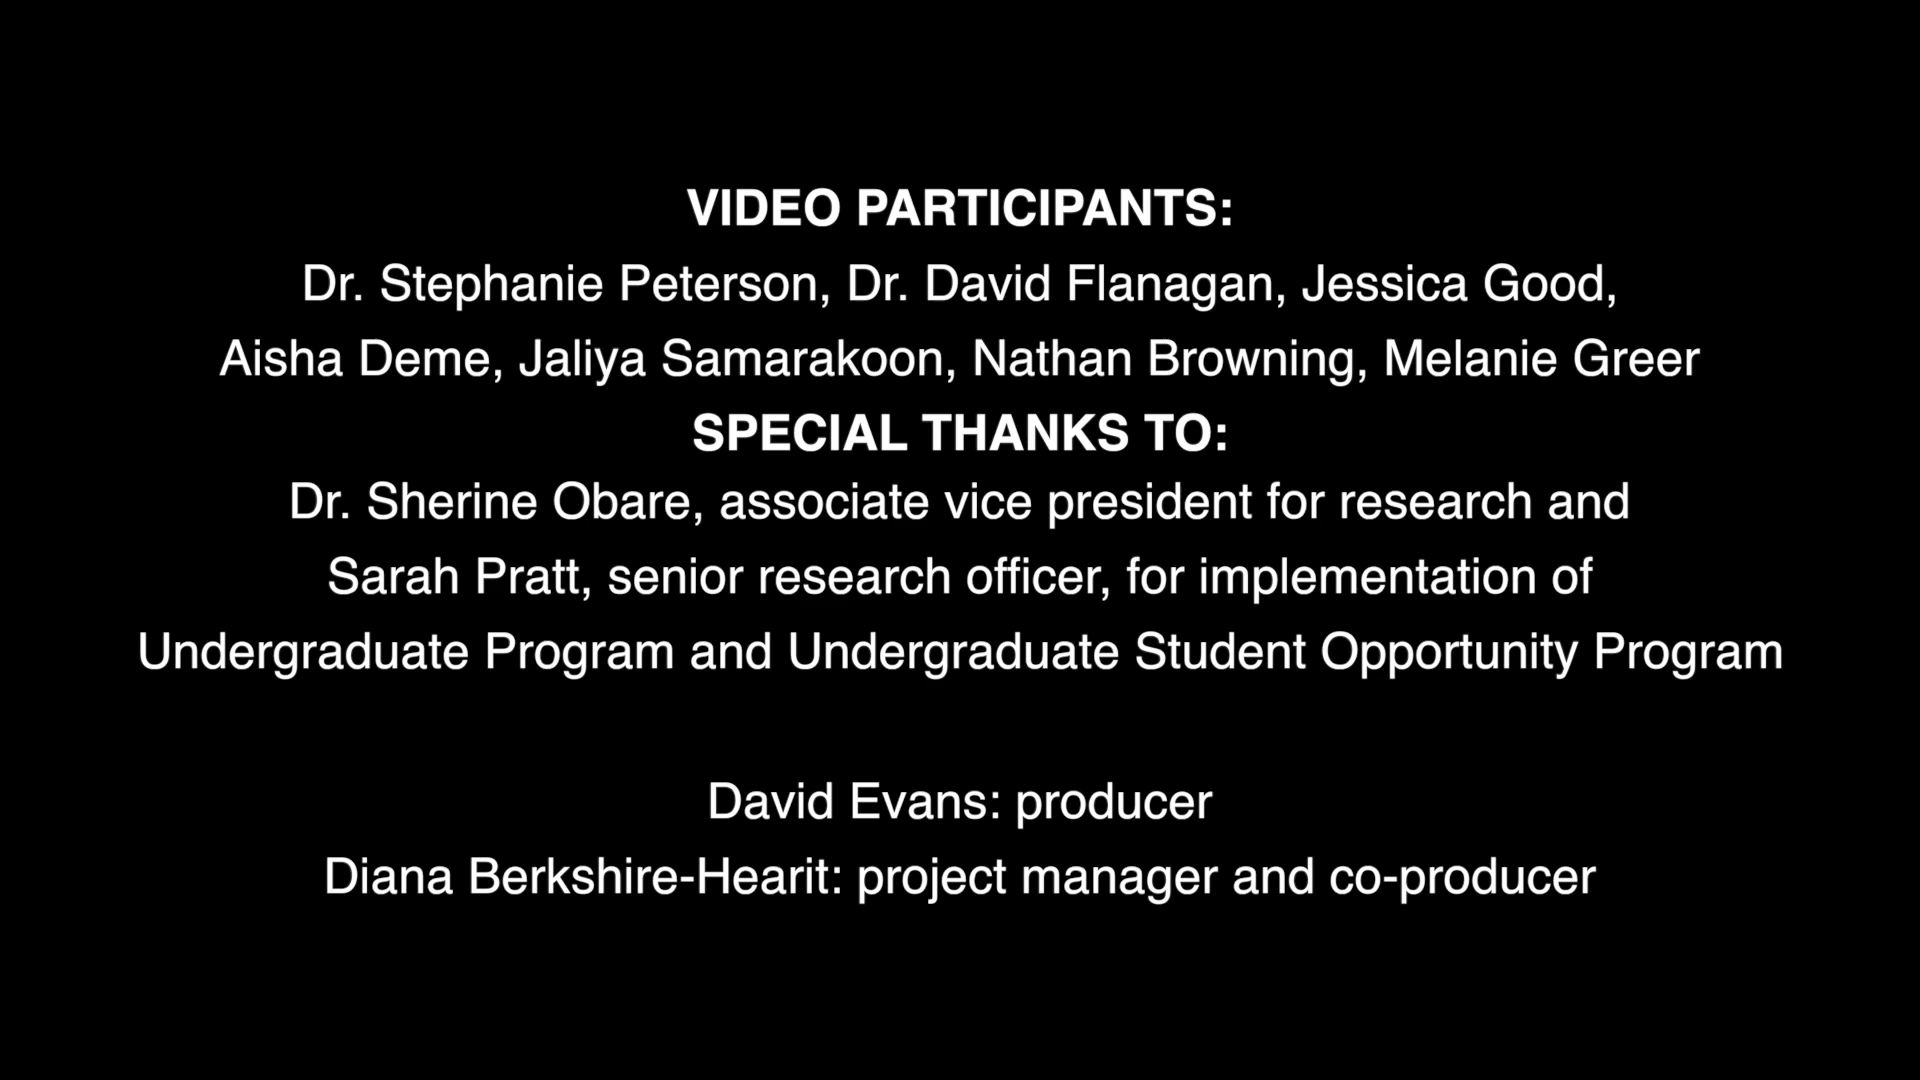 VIDEO PARTICIPANTS:
Dr. Stephanie Peterson, Dr. David Flanagan, Jessica Good,
Aisha Deme, Jaliya Samarakoon, Nathan Browning, Melanie Greer
SPECIAL THANKS TO:
Dr. Sherine Obare, associate vice president for research and
Sarah Pratt, senior research officer, for implementation of
Undergraduate Program and Undergraduate Student Opportunity Program
David Evans: producer
Diana Berkshire-Hearit: project manager and co-producer